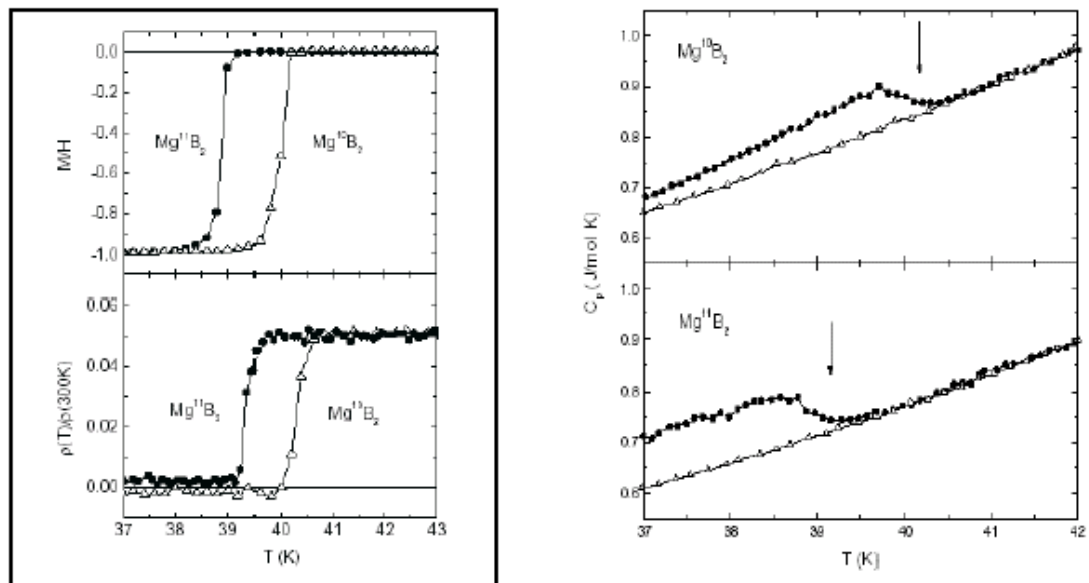 0.0
-0.2
-0.4
-0.6
-0.8
-1.0
M/H
Mg¹¹B₂
Mg¹⁰B₂
0.06
0.04
0.02
0.00
ρ(T)/ρ(300K)
Mg¹¹B₂
Mg¹⁰B₂
37 38 39 40 41 42 43
T (K)
1.0
0.9
0.8
0.7
0.6
Mg¹⁰B₂
Cₚ (J/mol K)
1.0
0.9
0.8
0.7
0.6
Mg¹¹B₂
37 38 39 40 41 42
T (K)